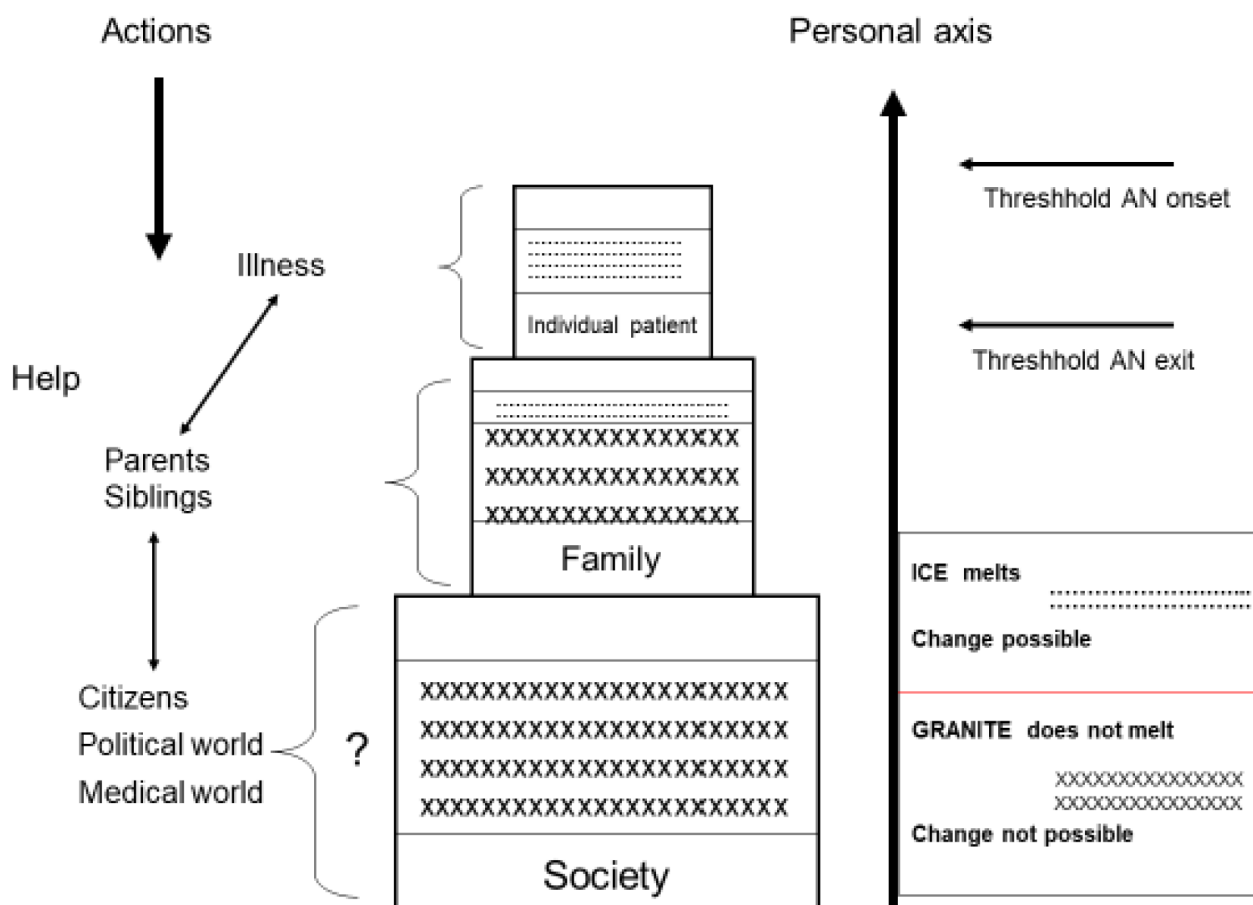 Actions
Personal axis
Threshhold AN onset
Illness
Individual patient
Threshhold AN exit
Help
Parents
Siblings
XXXXXXXXXXXXXXXX
XXXXXXXXXXXXXXXX
XXXXXXXXXXXXXXXX
Family
ICE melts
Change possible
Citizens
Political world
Medical world
?
XXXXXXXXXXXXXXXXXXXXXXX
XXXXXXXXXXXXXXXXXXXXXXX
XXXXXXXXXXXXXXXXXXXXXXX
XXXXXXXXXXXXXXXXXXXXXXX
Society
GRANITE does not melt
XXXXXXXXXXXXXXX
XXXXXXXXXXXXXXX
Change not possible